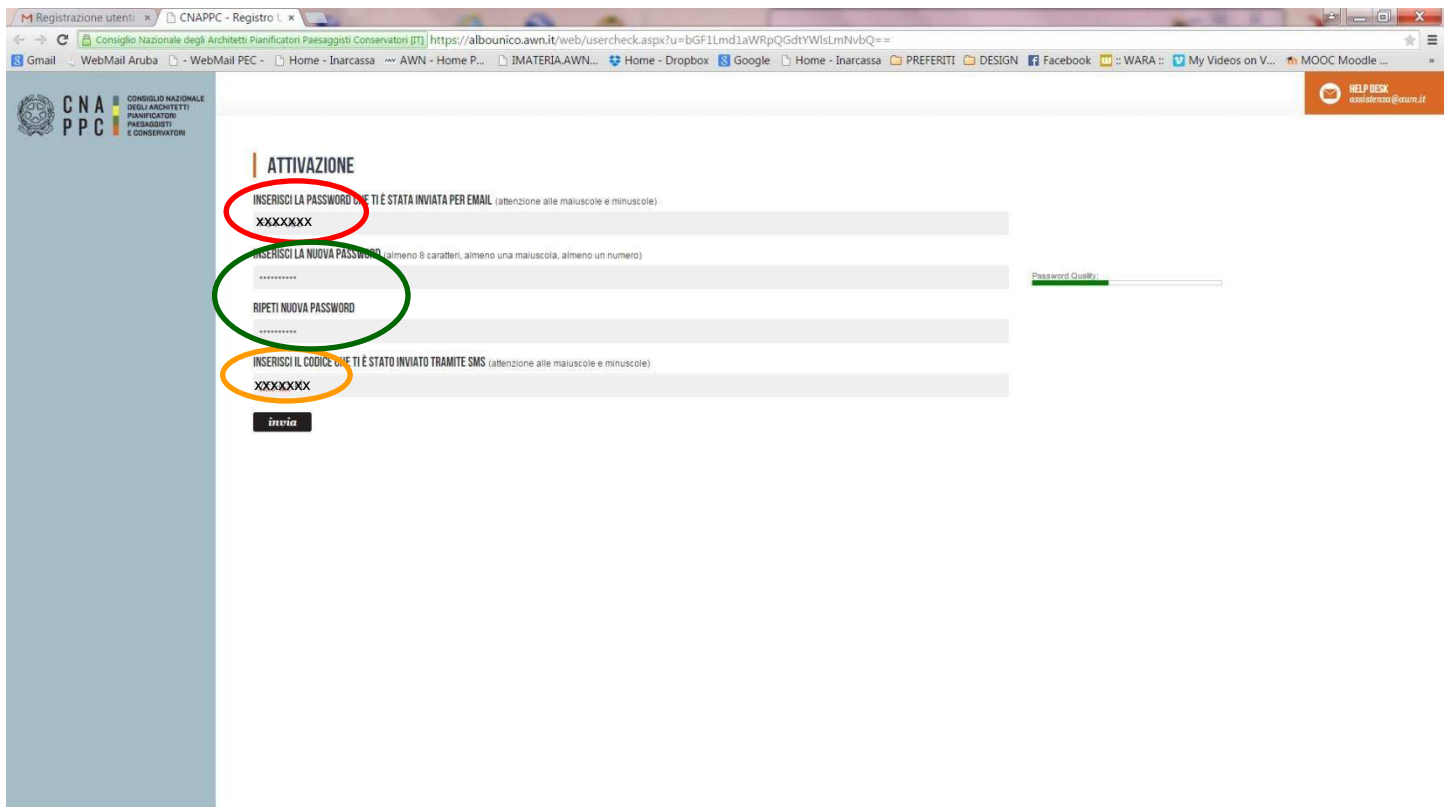 Registrazione utenti
CNAPPC - Registro U
Consiglio Nazionale degli Architetti Pianificatori Paesaggisti Conservatori [IT] https://albounico.awn.it/web/usercheck.aspx?u=bGF1Lmd1aWRpQGdtYWlsLmNvbQ==
Gmail WebMail Aruba - WebMail PEC - Home - Inarcassa AWN - Home P... IMATERIA.AWN... Home - Dropbox Google Home - Inarcassa PREFERITI DESIGN Facebook :: WARA :: My Videos on V... MOOC Moodle ... »
CNA
PPC
CONSIGLIO NAZIONALE
DEGLI ARCHITETTI
PIANIFICATORI
PAESAGGISTI
E CONSERVATORI
HELP DESK
assistenza@awn.it
ATTIVAZIONE
INSERISCI LA PASSWORD CHE TI È STATA INVIATA PER EMAIL (attenzione alle maiuscole e minuscole)
XXXXXXX
INSERISCI LA NUOVA PASSWORD (almeno 8 caratteri, almeno una maiuscola, almeno un numero)
••••••••••
Password Quality:
RIPETI NUOVA PASSWORD
••••••••••
INSERISCI IL CODICE CHE TI È STATO INVIATO TRAMITE SMS (attenzione alle maiuscole e minuscole)
XXXXXXX
invia